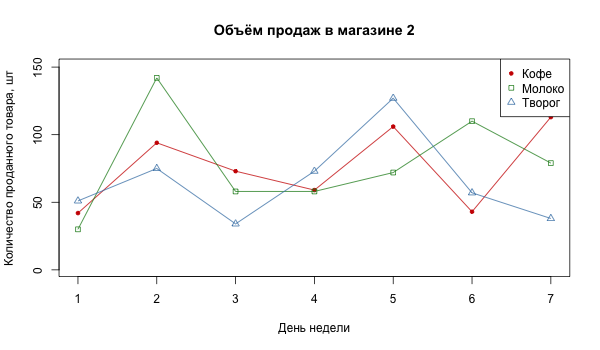 Объём продаж в магазине 2
Количество проданного товара, шт
150
100
50
0
Кофе
Молоко
Творог
1 2 3 4 5 6 7
День недели